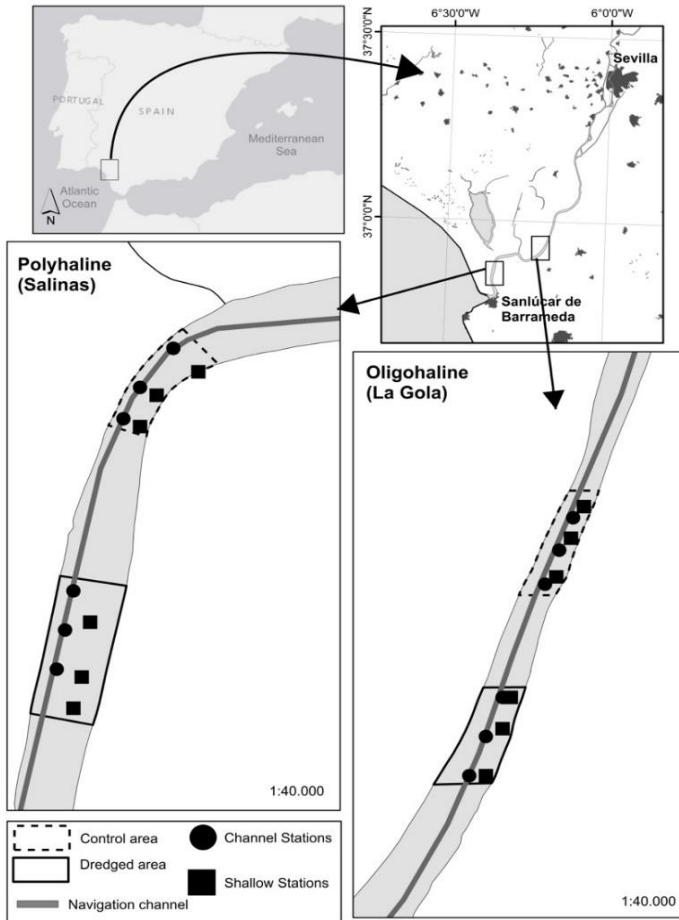 PORTUGAL
SPAIN
Mediterranean
Sea
Atlantic
Ocean
N
6°30'0"W
6°0'0"W
37°30'0"N
37°0'0"N
Sevilla
Sanlúcar de
Barrameda
Polyhaline
(Salinas)
1:40.000
Oligohaline
(La Gola)
1:40.000
Control area
Dredged area
Navigation channel
Channel Stations
Shallow Stations